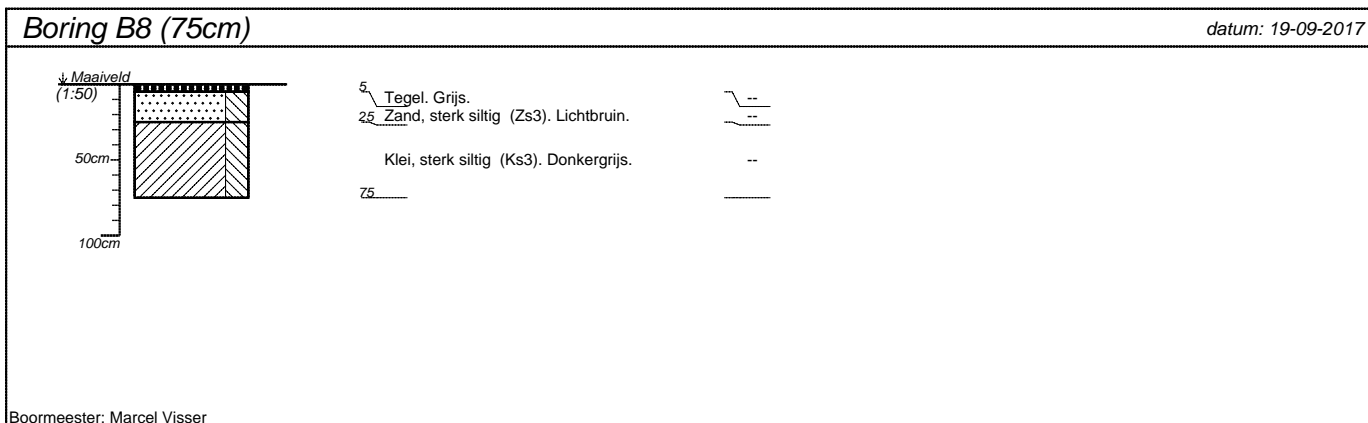 Boring B8 (75cm)
datum: 19-09-2017
Maaiveld
(1:50)
5
Tegel. Grijs.
--
25 Zand, sterk siltig (Zs3). Lichtbruin.
--
50cm
Klei, sterk siltig (Ks3). Donkergrijs.
--
75
100cm
Boormeester: Marcel Visser